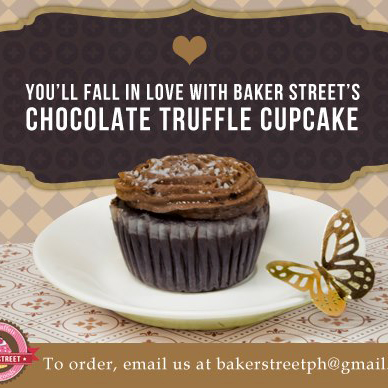 YOU'LL FALL IN LOVE WITH BAKER STREET'S
CHOCOLATE TRUFFLE CUPCAKE
STREET
To order, email us at bakerstreetph@gmail